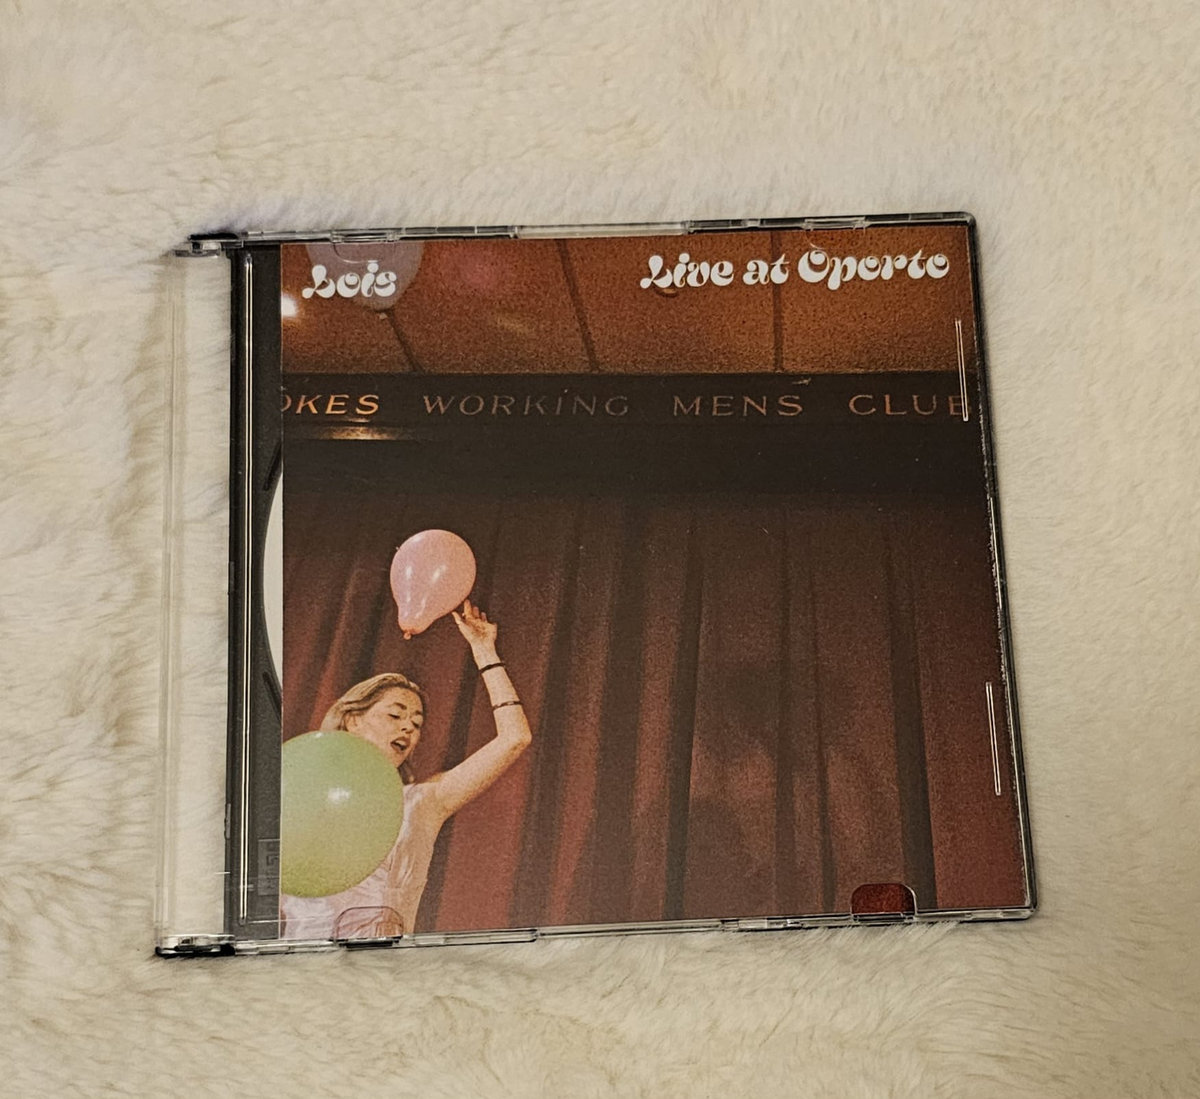 Lois
Live at Oporto
OKES WORKING MENS CLUB